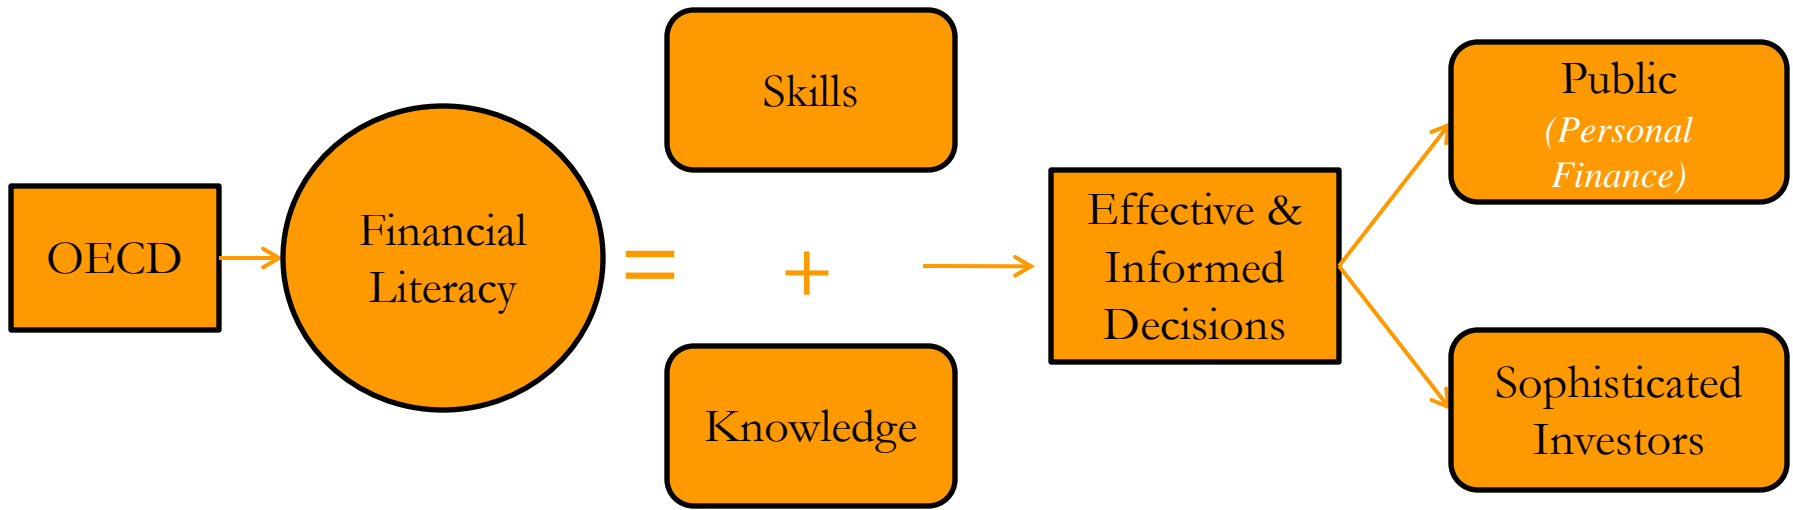 OECD
Financial
Literacy
=
Skills
+
Knowledge
Effective &
Informed
Decisions
Public
(Personal
Finance)
Sophisticated
Investors